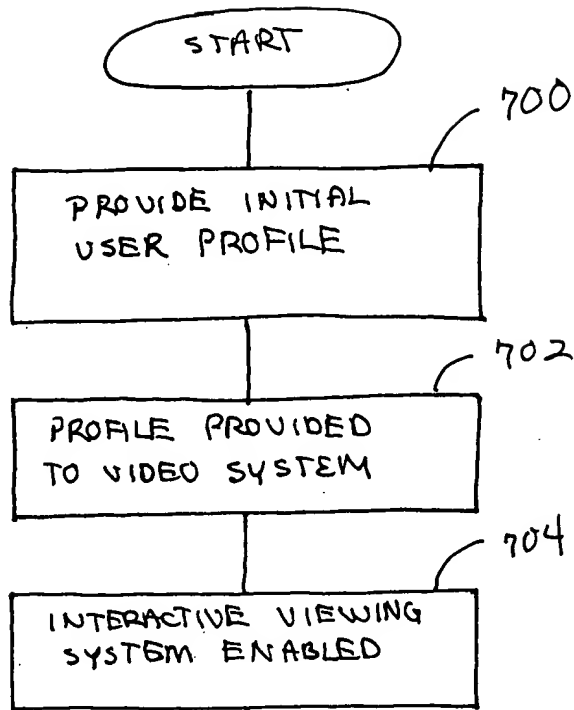 START
700
PROVIDE INITIAL
USER PROFILE
702
PROFILE PROVIDED
TO VIDEO SYSTEM
704
INTERACTIVE VIEWING
SYSTEM ENABLED